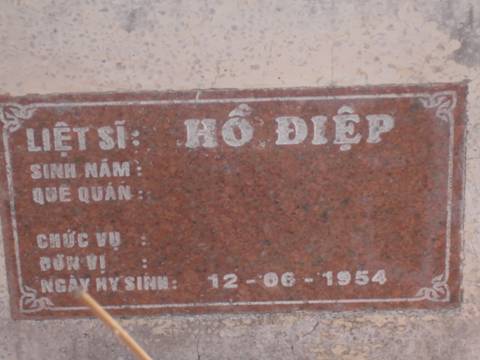 LIỆT SĨ: HỒ ĐIỆP
SINH NĂM:
QUÊ QUÁN:
CHỨC VỤ :
ĐƠN VỊ :
NGÀY HY SINH: 12-06-1954